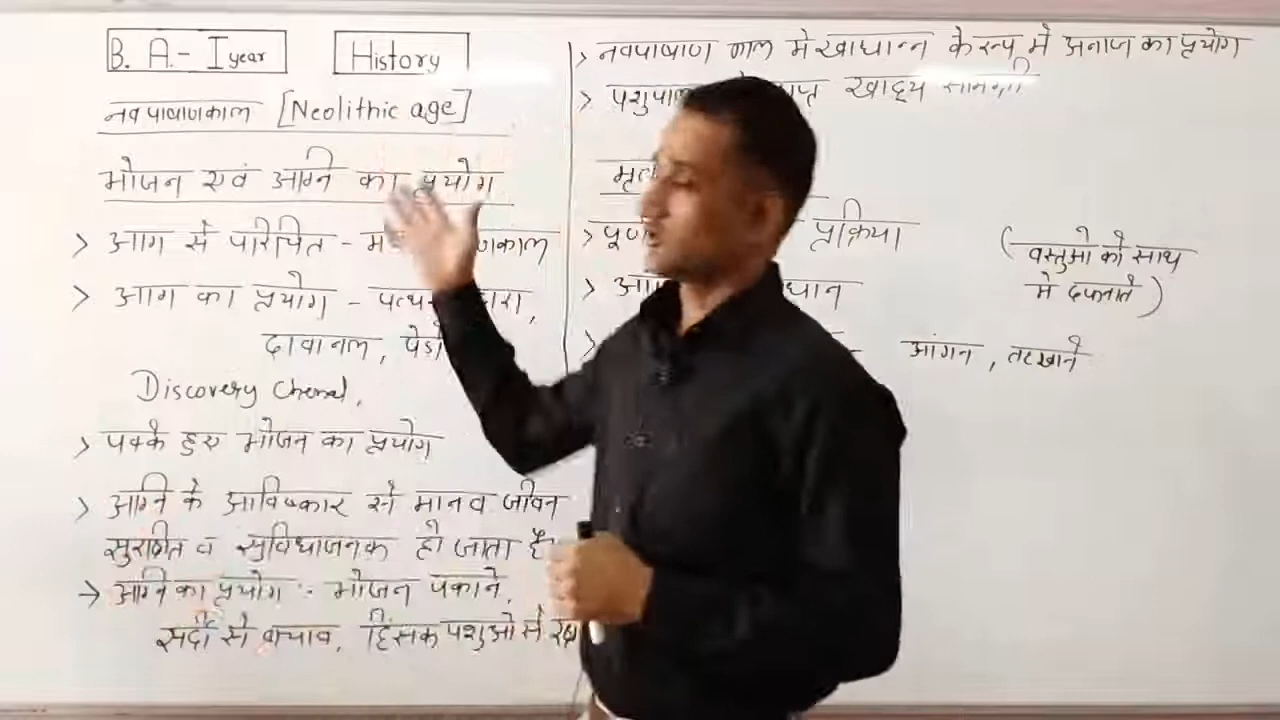 B. A.- I year
History
नवपाषाणकाल [Neolithic age]
भोजन एवं अग्नि का प्रयोग
> आग से परिचित -
> आग का प्रयोग -
दावानल, पेडो
Discovery Chennel,
> पक्के हुए भोजन का प्रयोग
> अग्नि के आविष्कार से मानव जीवन
सुरक्षित व सुविधाजनक हो जाता है
→ अग्नि का प्रयोग :- भोजन पकाने,
सर्दी से बचाव, हिंसक पशुओ से
> नवपाषाण काल मे खाधान्न के रूप मे अनाज का प्रयोग
> खाद्य सामग्री
> प्रक्रिया
(वस्तुओ को साथ
मे दफनाते)
आंगन, तहखाने